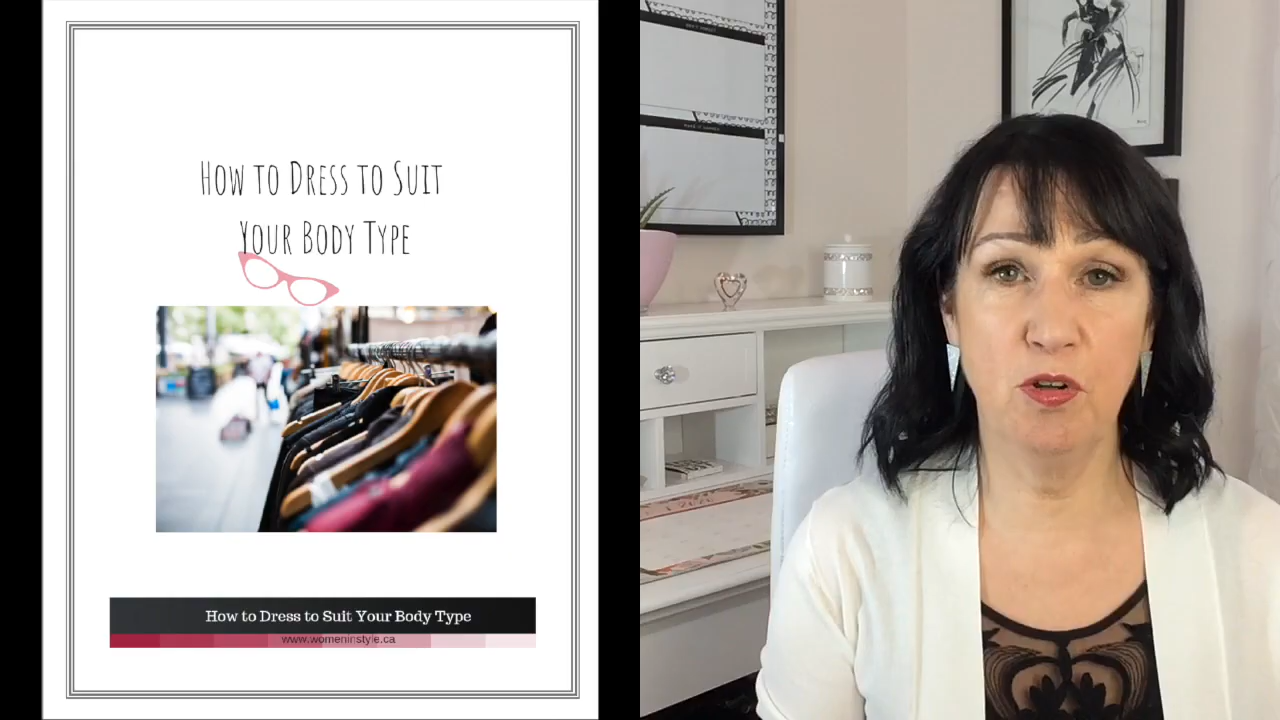 How to Dress to Suit
Your Body Type
How to Dress to Suit Your Body Type
www.womeninstyle.ca